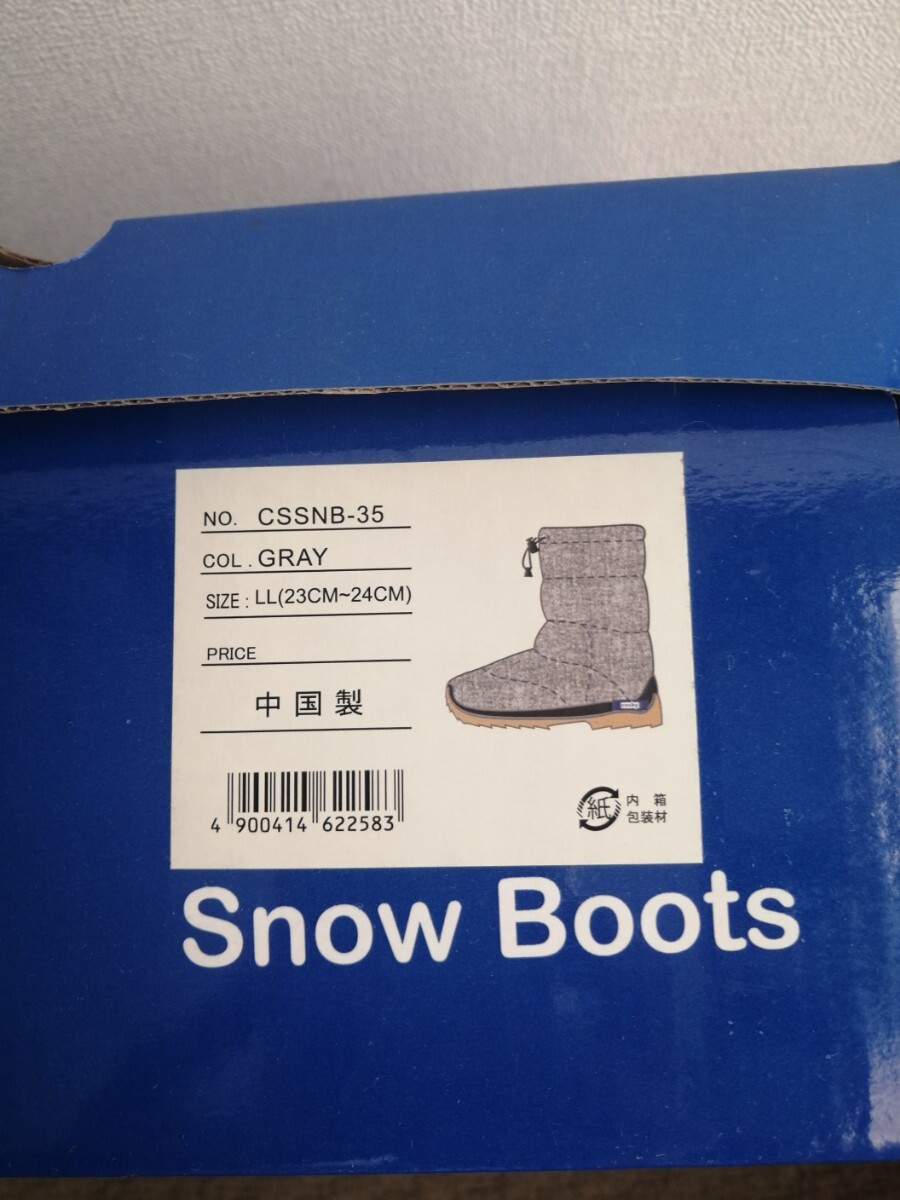 NO. CSSNB-35
COL. GRAY
SIZE: LL(23CM~24CM)
PRICE
中国製
4 900414 622583
紙
内箱
包装材
Snow Boots